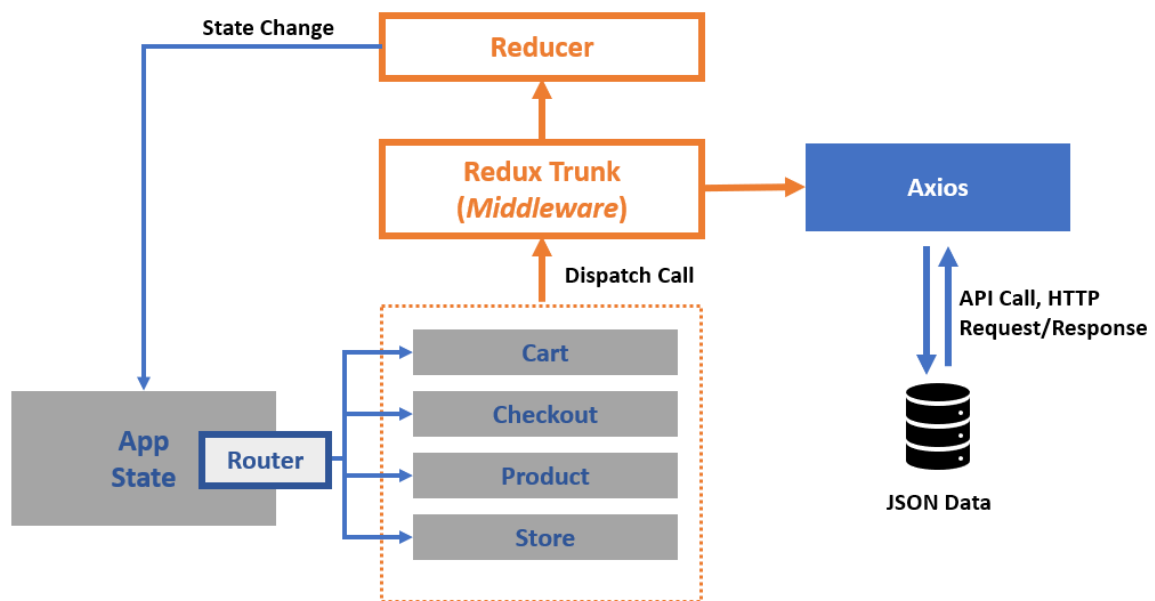 State Change
Reducer
Redux Trunk
(Middleware)
Axios
Dispatch Call
API Call, HTTP
Request/Response
Cart
Checkout
App
State
Router
Product
Store
JSON Data